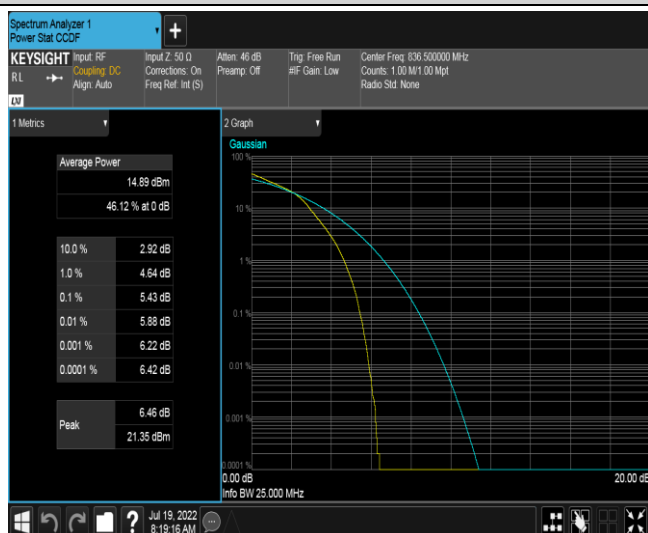 Spectrum Analyzer 1
Power Stat CCDF
KEYSIGHT
RL
LXI
Input: RF
Coupling: DC
Align: Auto
Input Z: 50 Ω
Corrections: On
Freq Ref: Int (S)
Atten: 46 dB
Preamp: Off
Trig: Free Run
#IF Gain: Low
Center Freq: 836.500000 MHz
Counts: 1.00 M/1.00 Mpt
Radio Std: None
1 Metrics
Average Power
14.89 dBm
46.12 % at 0 dB
10.0 % 2.92 dB
1.0 % 4.64 dB
0.1 % 5.43 dB
0.01 % 5.88 dB
0.001 % 6.22 dB
0.0001 % 6.42 dB
Peak
6.46 dB
21.35 dBm
2 Graph
Gaussian
100 %
10 %
1 %
0.1 %
0.01 %
0.001 %
0.0001 %
0.00 dB
20.00 dB
Info BW 25.000 MHz
?
Jul 19, 2022
8:19:16 AM